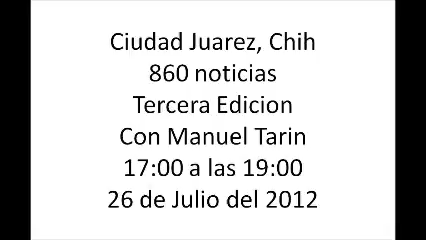 Ciudad Juarez, Chih
860 noticias
Tercera Edicion
Con Manuel Tarin
17:00 a las 19:00
26 de Julio del 2012